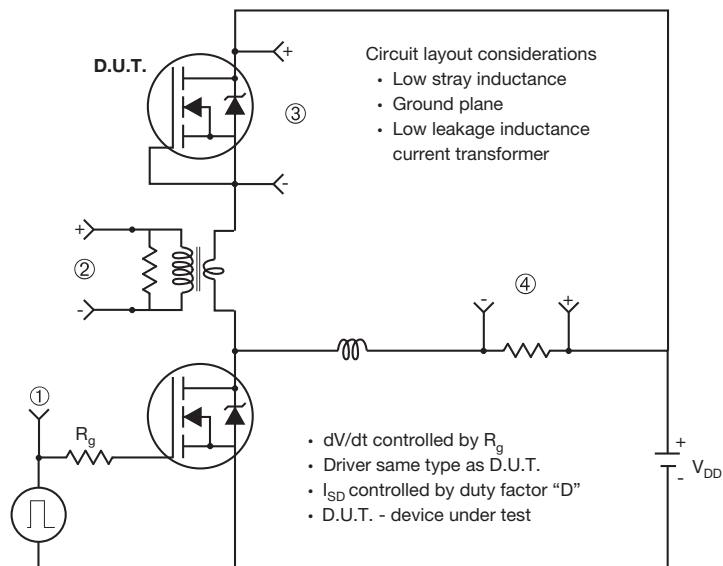 D.U.T.
+
③
-
Circuit layout considerations
• Low stray inductance
• Ground plane
• Low leakage inductance
current transformer
+
②
-
-
④
+
①
Rg
• dV/dt controlled by Rg
• Driver same type as D.U.T.
• ISD controlled by duty factor “D”
• D.U.T. - device under test
+
-
VDD